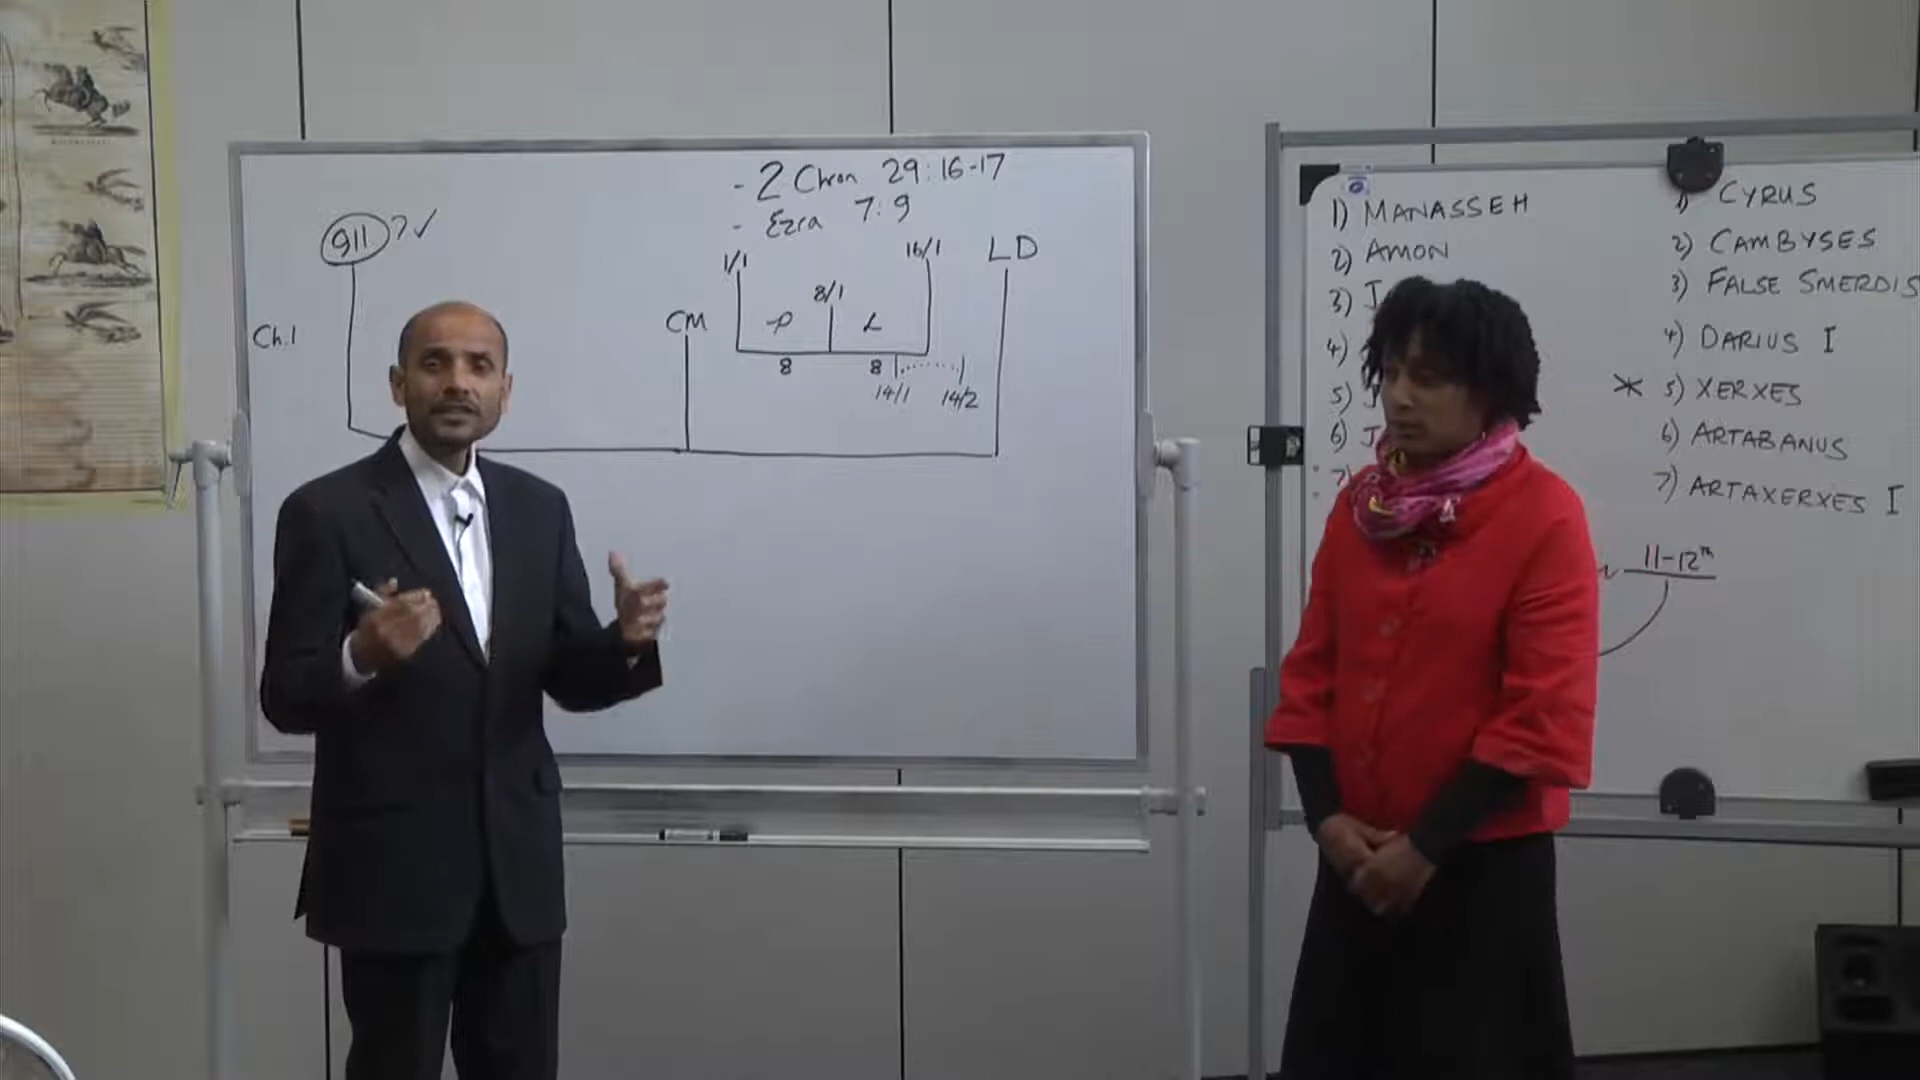 - 2 Chron 29:16-17
- Ezra 7:9
911 ?✓
1/1
16/1
LD
8/1
CM
P
L
Ch.1
8
8
14/1
14/2
1) MANASSEH
2) AMON
3) J
4)
5) J
6) J
7)
1) CYRUS
2) CAMBYSES
3) FALSE SMERDIS
4) DARIUS I
* 5) XERXES
6) ARTABANUS
7) ARTAXERXES I
11-12th